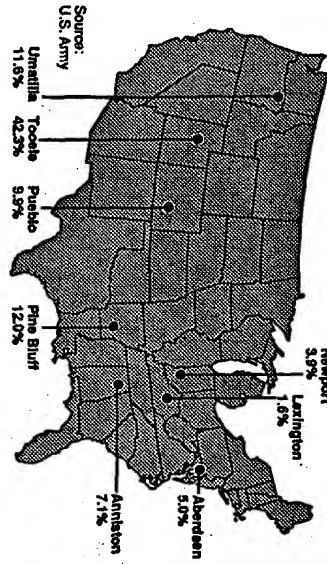 Newport
3.9%
Lexington
1.6%
Aberdeen
5.0%
Source:
U.S. Army
Umatilla
11.6%
Tooele
42.3%
Pueblo
9.9%
Pine Bluff
12.0%
Anniston
7.1%